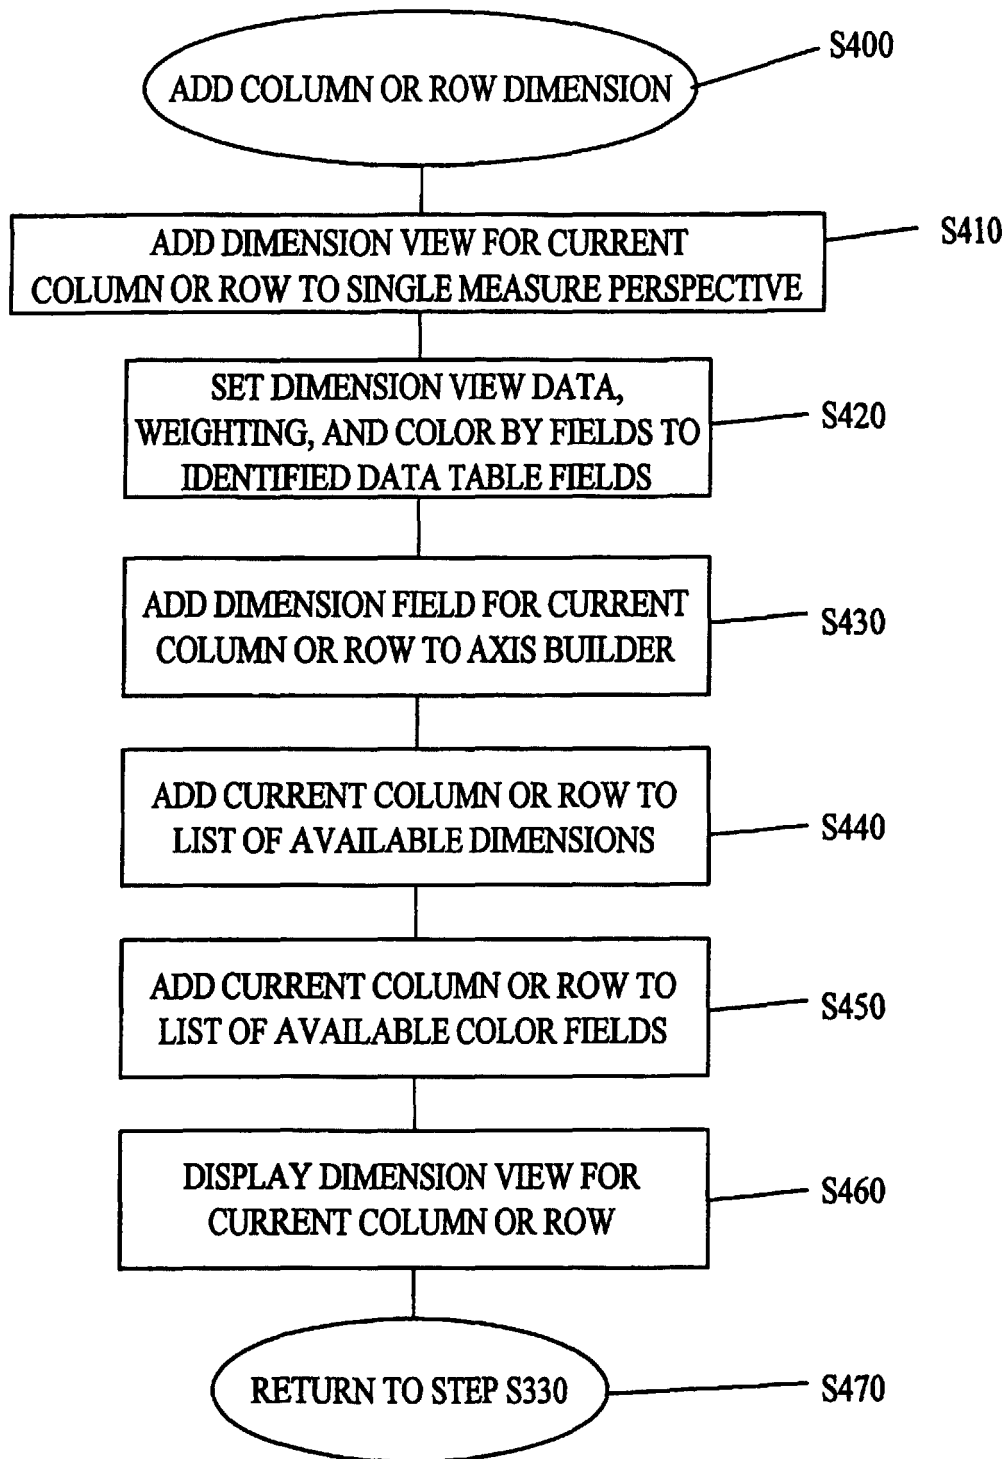 S400
ADD COLUMN OR ROW DIMENSION
S410
ADD DIMENSION VIEW FOR CURRENT
COLUMN OR ROW TO SINGLE MEASURE PERSPECTIVE
SET DIMENSION VIEW DATA,
WEIGHTING, AND COLOR BY FIELDS TO
IDENTIFIED DATA TABLE FIELDS
S420
ADD DIMENSION FIELD FOR CURRENT
COLUMN OR ROW TO AXIS BUILDER
S430
ADD CURRENT COLUMN OR ROW TO
LIST OF AVAILABLE DIMENSIONS
S440
ADD CURRENT COLUMN OR ROW TO
LIST OF AVAILABLE COLOR FIELDS
S450
DISPLAY DIMENSION VIEW FOR
CURRENT COLUMN OR ROW
S460
RETURN TO STEP S330
S470